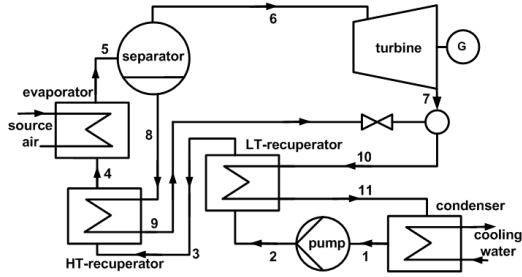 6
5
separator
turbine
G
evaporator
7
source
air
8
LT-recuperator
10
4
11
condenser
9
cooling
water
3
2
pump
1
HT-recuperator